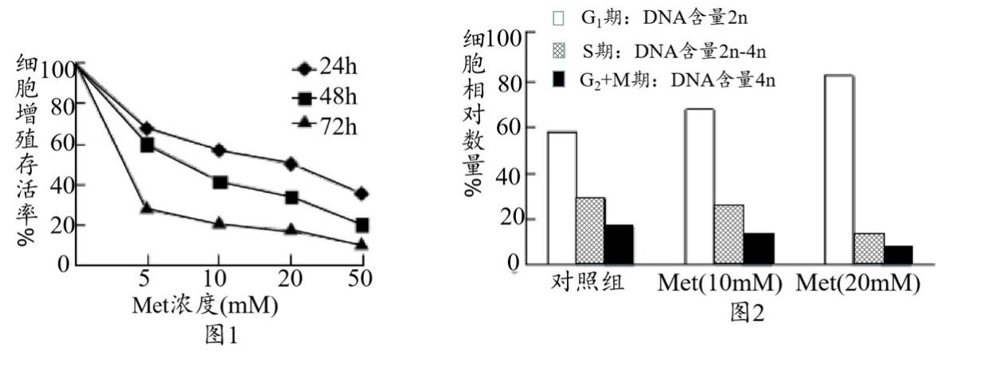 细胞增殖存活率%
100
80
60
40
20
0
24h
48h
72h
5 10 20 50
Met浓度(mM)
图1
G₁期：DNA含量2n
S期：DNA含量2n-4n
G₂+M期：DNA含量4n
细胞相对数量%
100
80
60
40
20
0
对照组 Met(10mM) Met(20mM)
图2